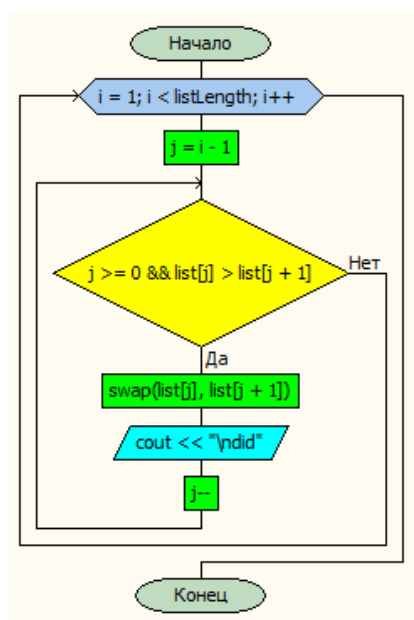 Начало
i = 1; i < listLength; i++
j = i - 1
j >= 0 && list[j] > list[j + 1]
Нет
Да
swap(list[j], list[j + 1])
cout << "\ndid"
j--
Конец